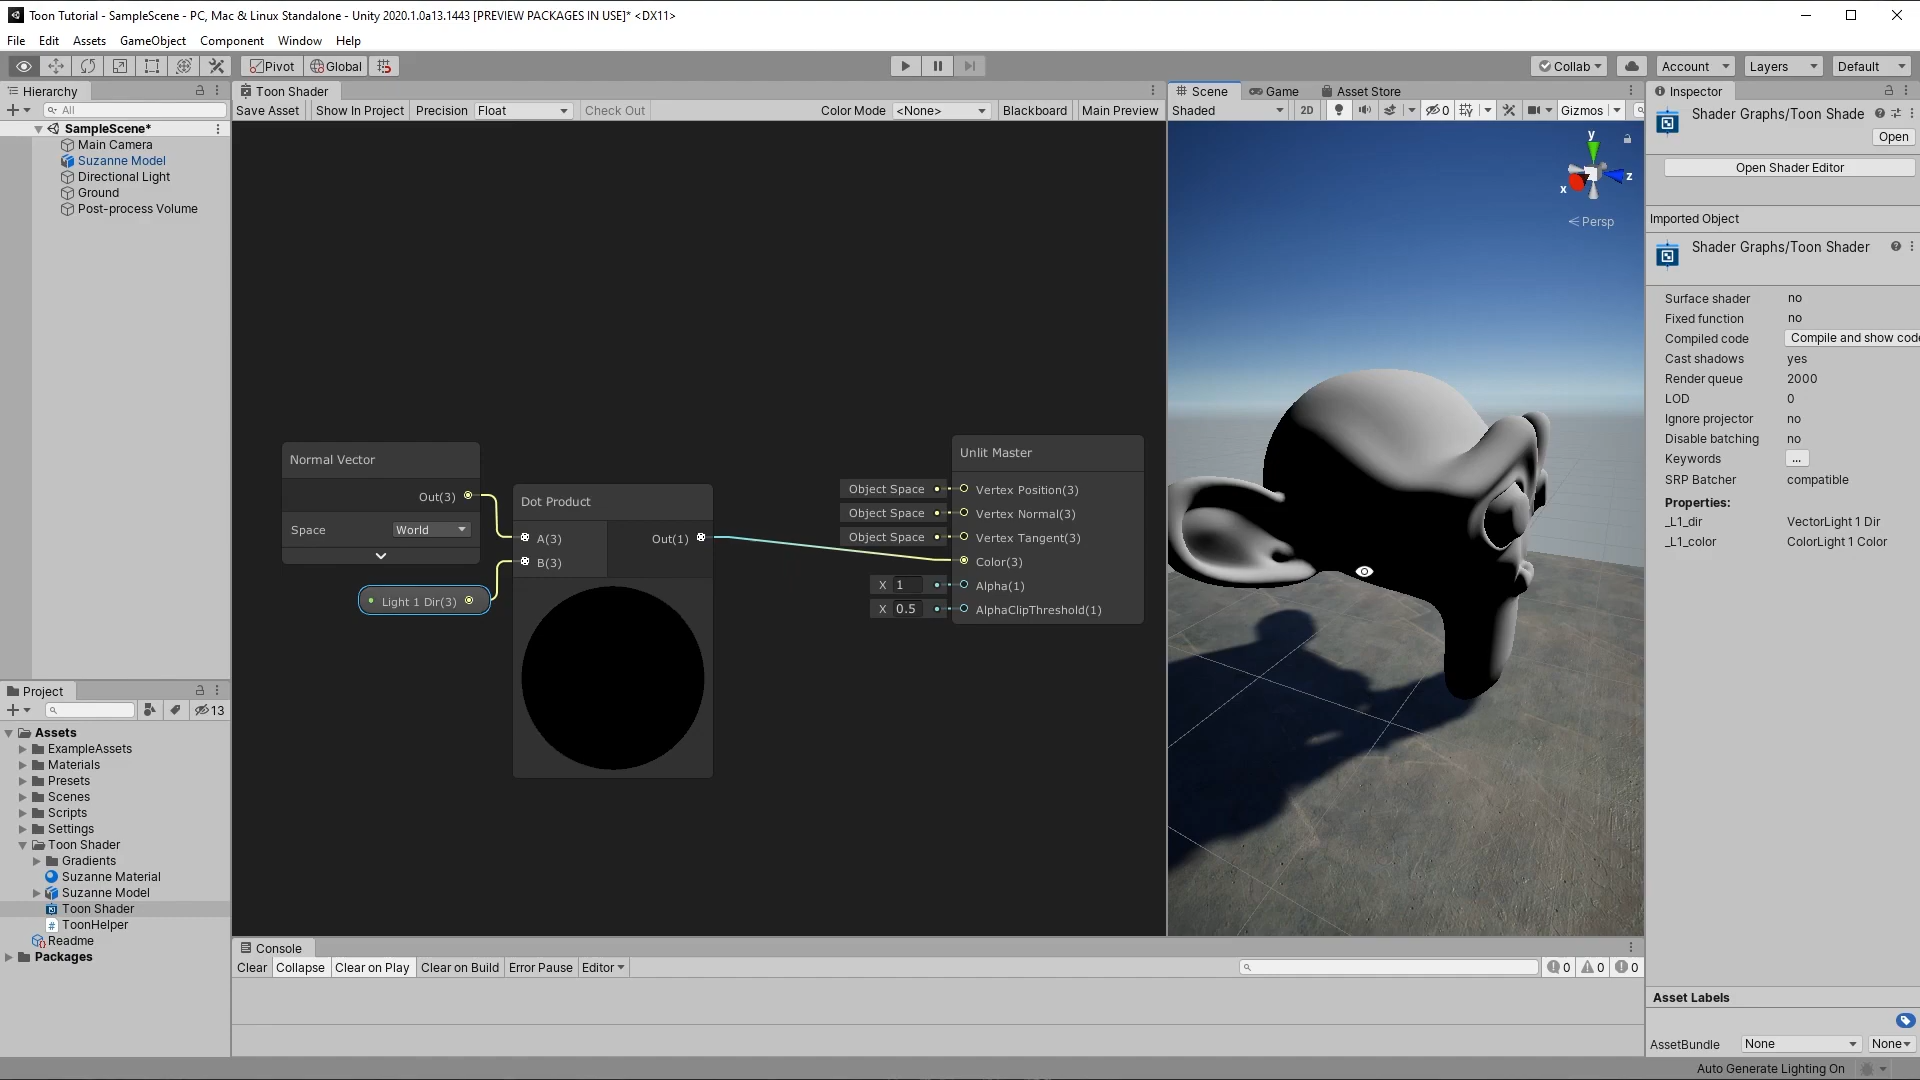 Toon Tutorial - SampleScene - PC, Mac & Linux Standalone - Unity 2020.1.0a13.1443 [PREVIEW PACKAGES IN USE]* <DX11>
File Edit Assets GameObject Component Window Help
Pivot Global Collab Account Layers Default
Hierarchy
All
SampleScene*
Main Camera
Suzanne Model
Directional Light
Ground
Post-process Volume
Toon Shader
Save Asset Show In Project Precision Float Check Out Color Mode <None> Blackboard Main Preview
Normal Vector
Out(3)
Space World
Light 1 Dir(3)
Dot Product
A(3) Out(1)
B(3)
Unlit Master
Object Space Vertex Position(3)
Object Space Vertex Normal(3)
Object Space Vertex Tangent(3)
Color(3)
X 1 Alpha(1)
X 0.5 AlphaClipThreshold(1)
Scene Game Asset Store
Shaded 2D 0 Gizmos
y
x
z
< Persp
Inspector
Shader Graphs/Toon Shade
Open
Open Shader Editor
Imported Object
Shader Graphs/Toon Shader
Surface shader no
Fixed function no
Compiled code Compile and show code
Cast shadows yes
Render queue 2000
LOD 0
Ignore projector no
Disable batching no
Keywords ...
SRP Batcher compatible
Properties:
_L1_dir VectorLight 1 Dir
_L1_color ColorLight 1 Color
Project
13
Assets
ExampleAssets
Materials
Presets
Scenes
Scripts
Settings
Toon Shader
Gradients
Suzanne Material
Suzanne Model
Toon Shader
ToonHelper
Readme
Packages
Console
Clear Collapse Clear on Play Clear on Build Error Pause Editor 0 0 0
Asset Labels
AssetBundle None None
Auto Generate Lighting On